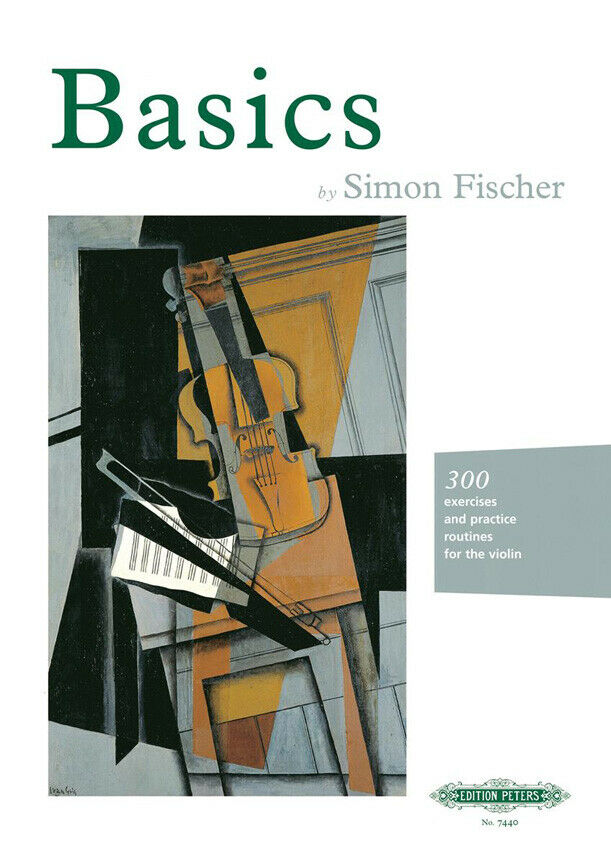 Basics
by Simon Fischer
300
exercises
and practice
routines
for the violin
EDITION PETERS
No. 7440